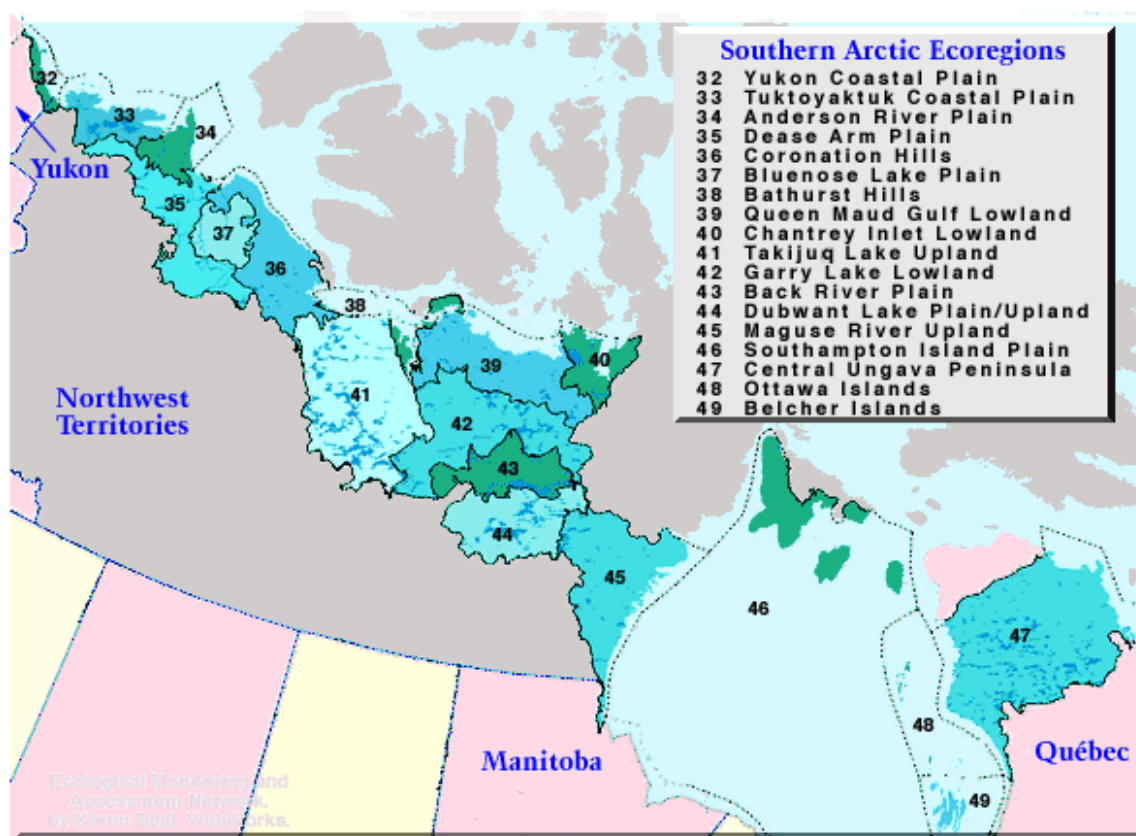 Southern Arctic Ecoregions
32 Yukon Coastal Plain
33 Tuktoyaktuk Coastal Plain
34 Anderson River Plain
35 Dease Arm Plain
36 Coronation Hills
37 Bluenose Lake Plain
38 Bathurst Hills
39 Queen Maud Gulf Lowland
40 Chantrey Inlet Lowland
41 Takijuq Lake Upland
42 Garry Lake Lowland
43 Back River Plain
44 Dubwant Lake Plain/Upland
45 Maguse River Upland
46 Southampton Island Plain
47 Central Ungava Peninsula
48 Ottawa Islands
49 Belcher Islands
32
33
34
Yukon
35
37
36
38
39
40
41
Northwest
Territories
42
43
44
45
46
47
48
Manitoba
Québec
49
Ecological Monitoring and
Assessment Network.
by Karen Beal, WebWorks.